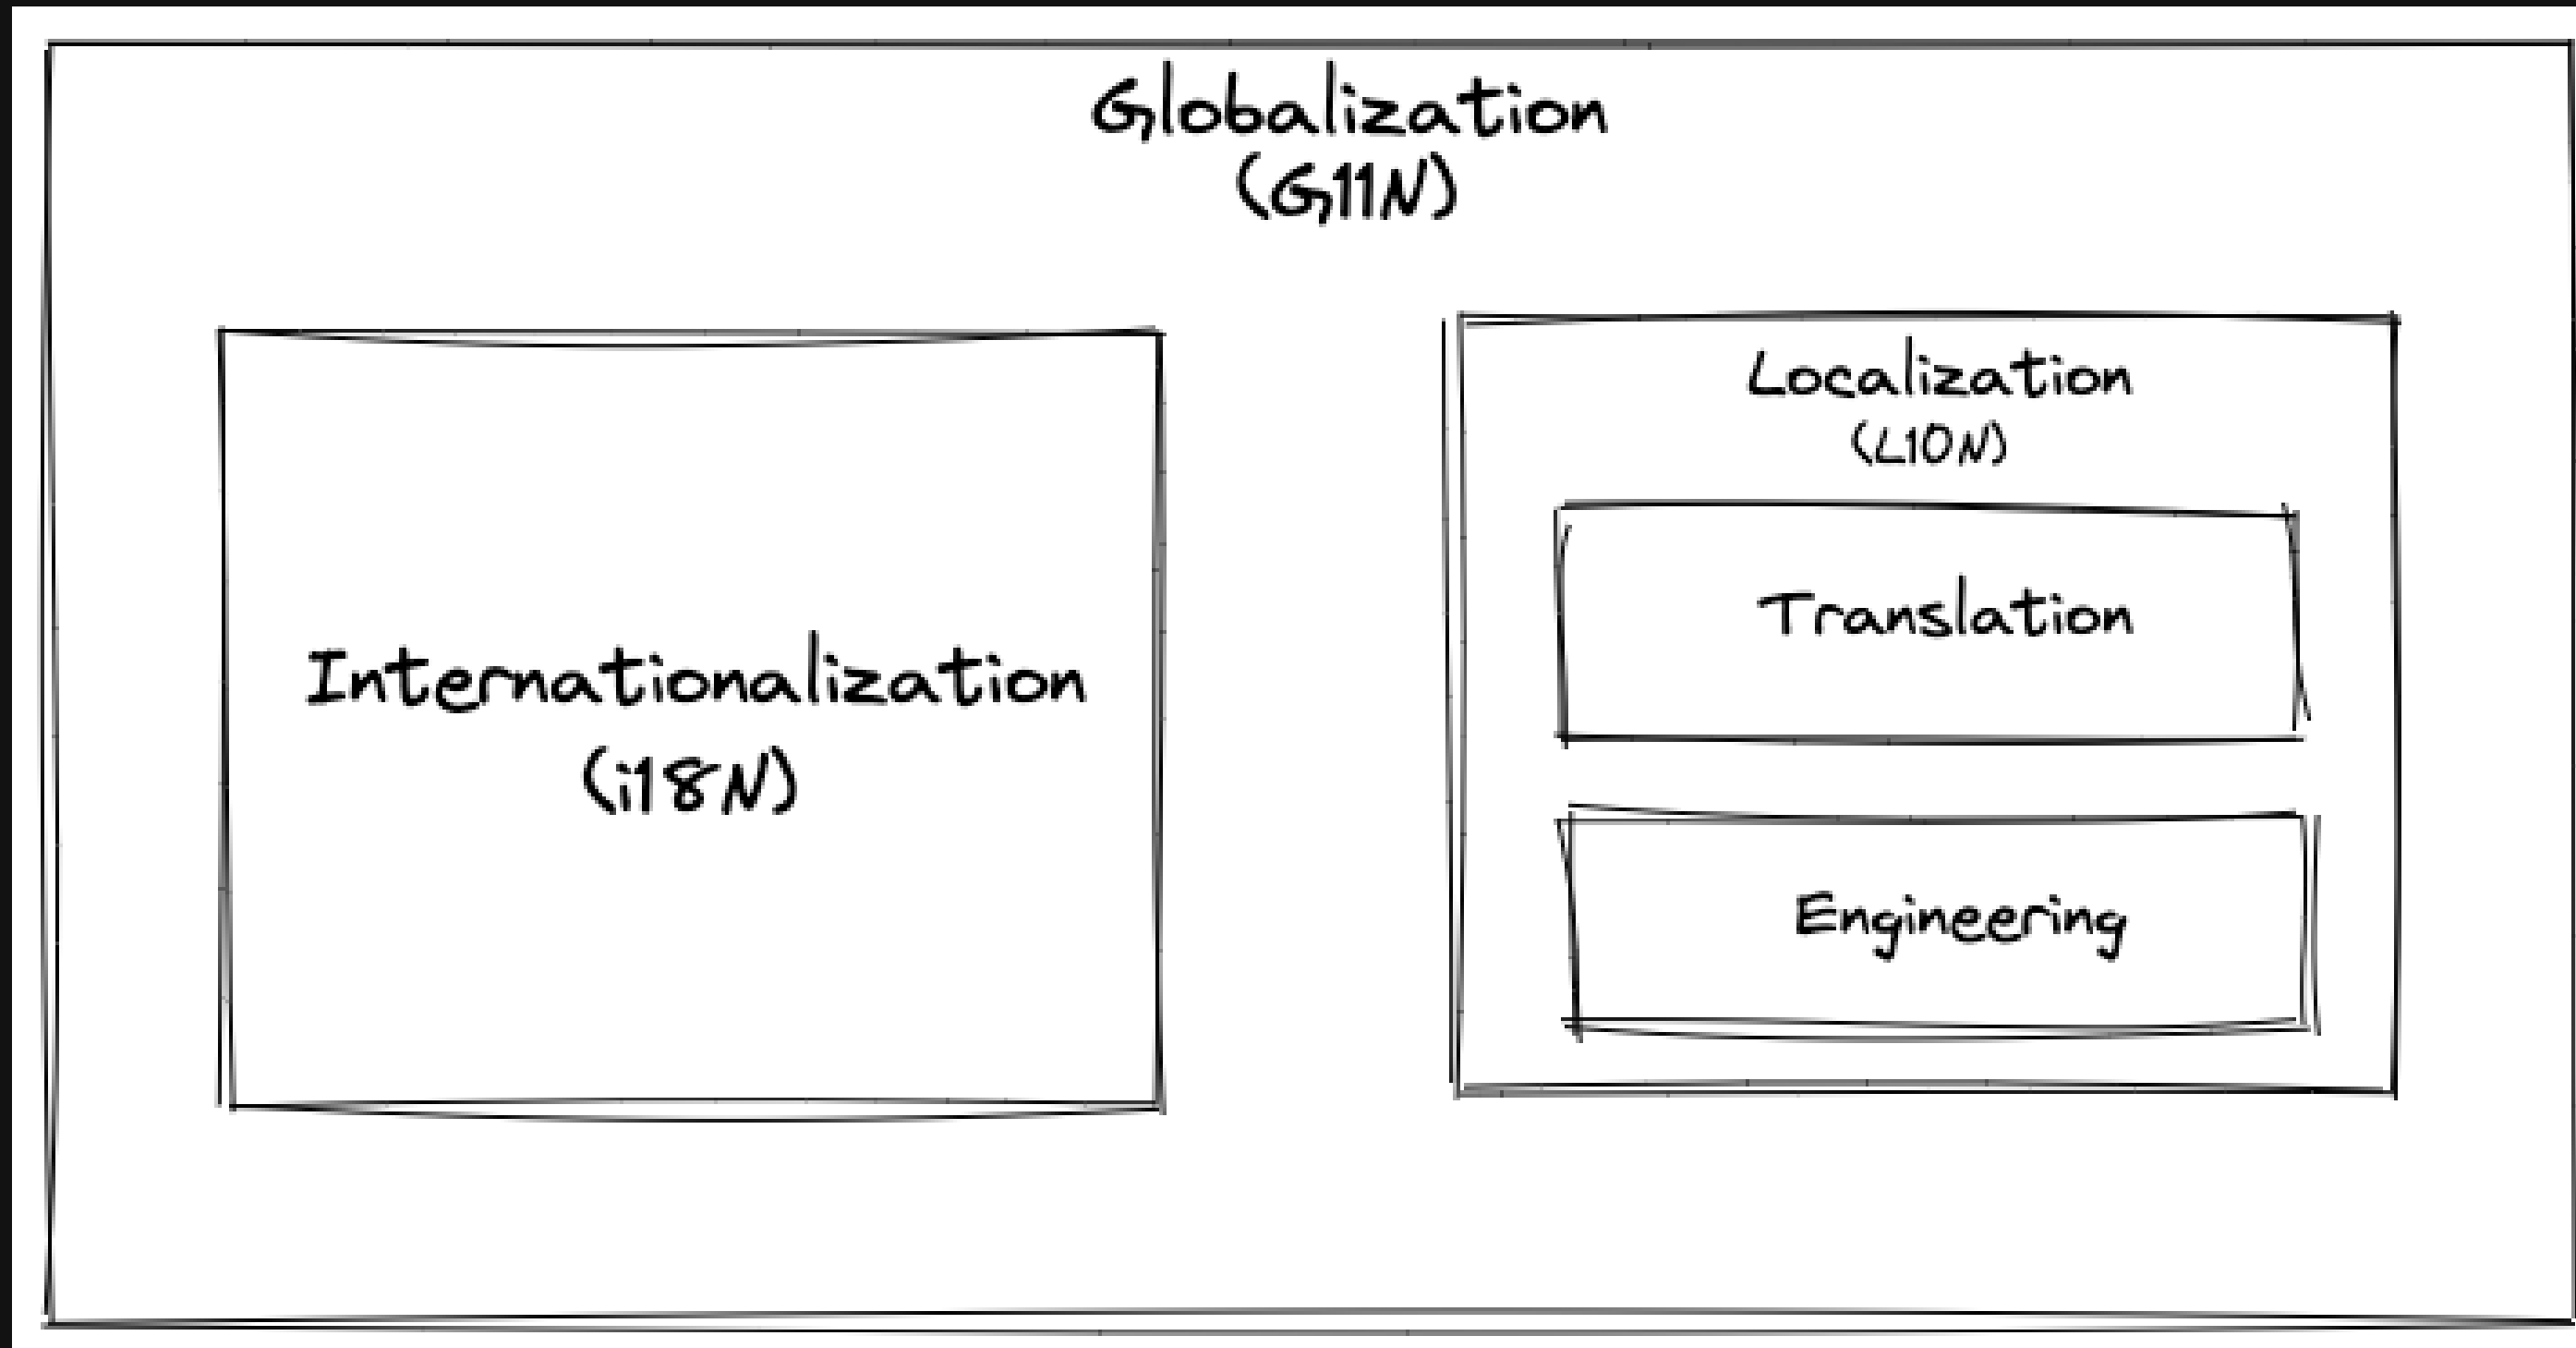 Globalization
(G11N)
Internationalization
(i18N)
Localization
(L10N)
Translation
Engineering